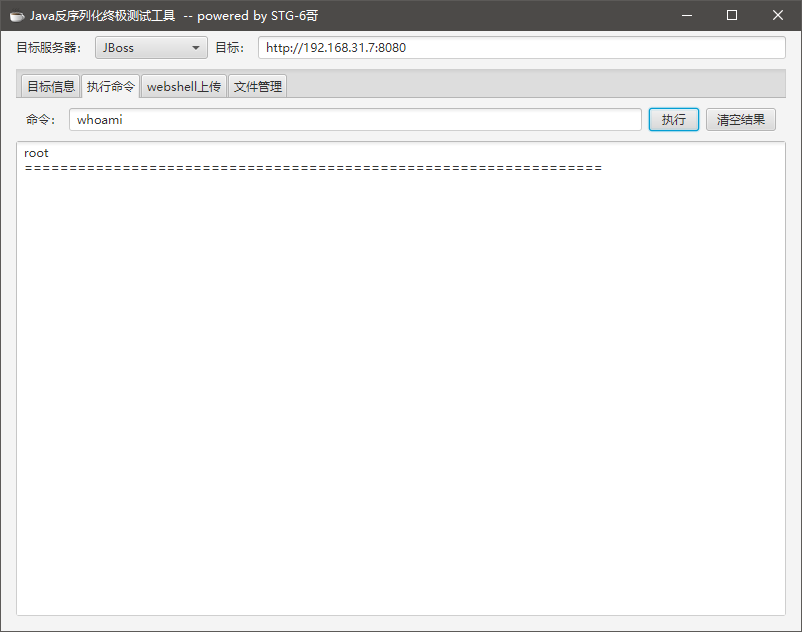 Java反序列化终极测试工具 -- powered by STG-6哥
目标服务器: JBoss 目标: http://192.168.31.7:8080
目标信息 执行命令 webshell上传 文件管理
命令: whoami 执行 清空结果
root
=================================================================